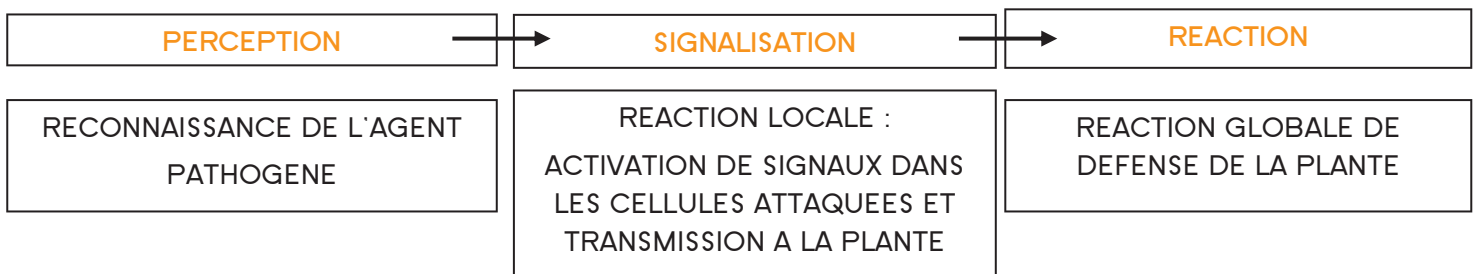 PERCEPTION
SIGNALISATION
REACTION
RECONNAISSANCE DE L'AGENT
PATHOGENE
REACTION LOCALE :
ACTIVATION DE SIGNAUX DANS
LES CELLULES ATTAQUEES ET
TRANSMISSION A LA PLANTE
REACTION GLOBALE DE
DEFENSE DE LA PLANTE